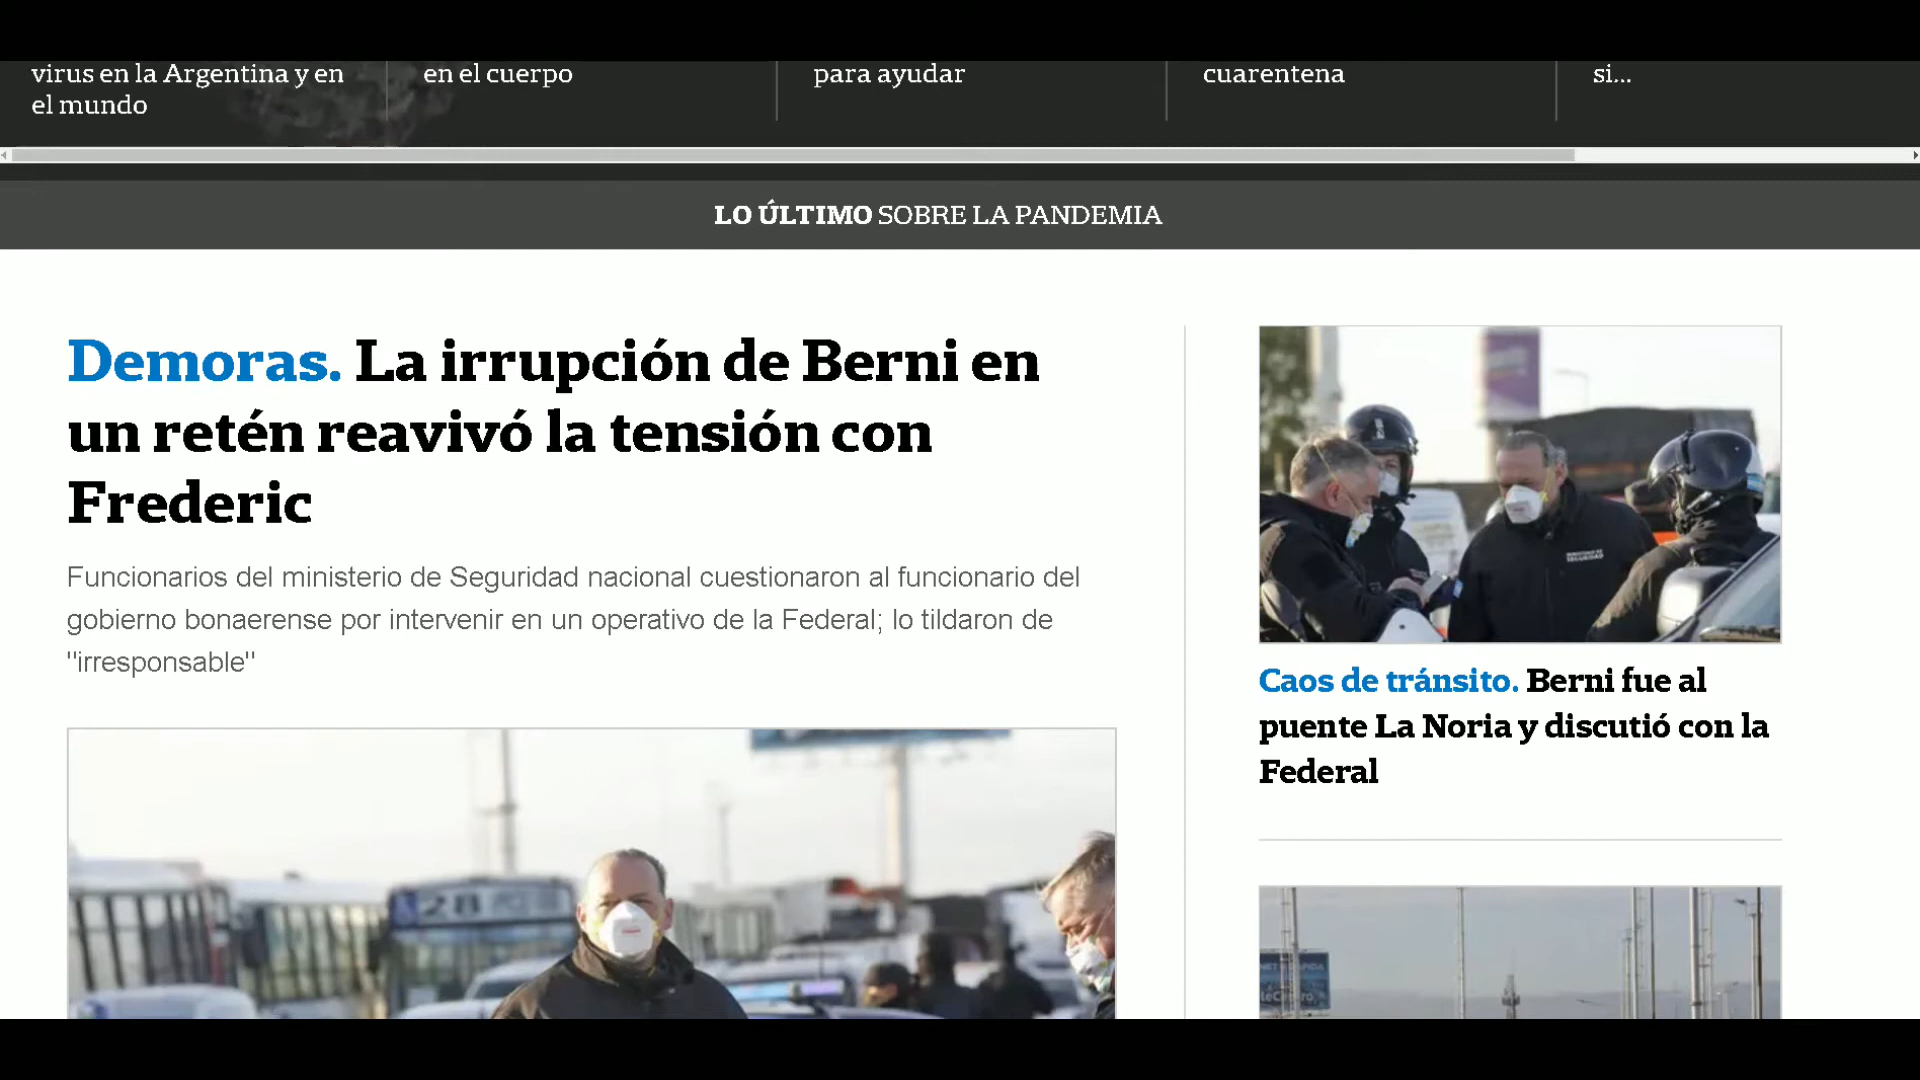 virus en la Argentina y en
el mundo
en el cuerpo
para ayudar
cuarentena
si...
LO ÚLTIMO SOBRE LA PANDEMIA
Demoras. La irrupción de Berni en
un retén reavivó la tensión con
Frederic
Funcionarios del ministerio de Seguridad nacional cuestionaron al funcionario del
gobierno bonaerense por intervenir en un operativo de la Federal; lo tildaron de
"irresponsable"
28
SEGURIDAD
Caos de tránsito. Berni fue al
puente La Noria y discutió con la
Federal